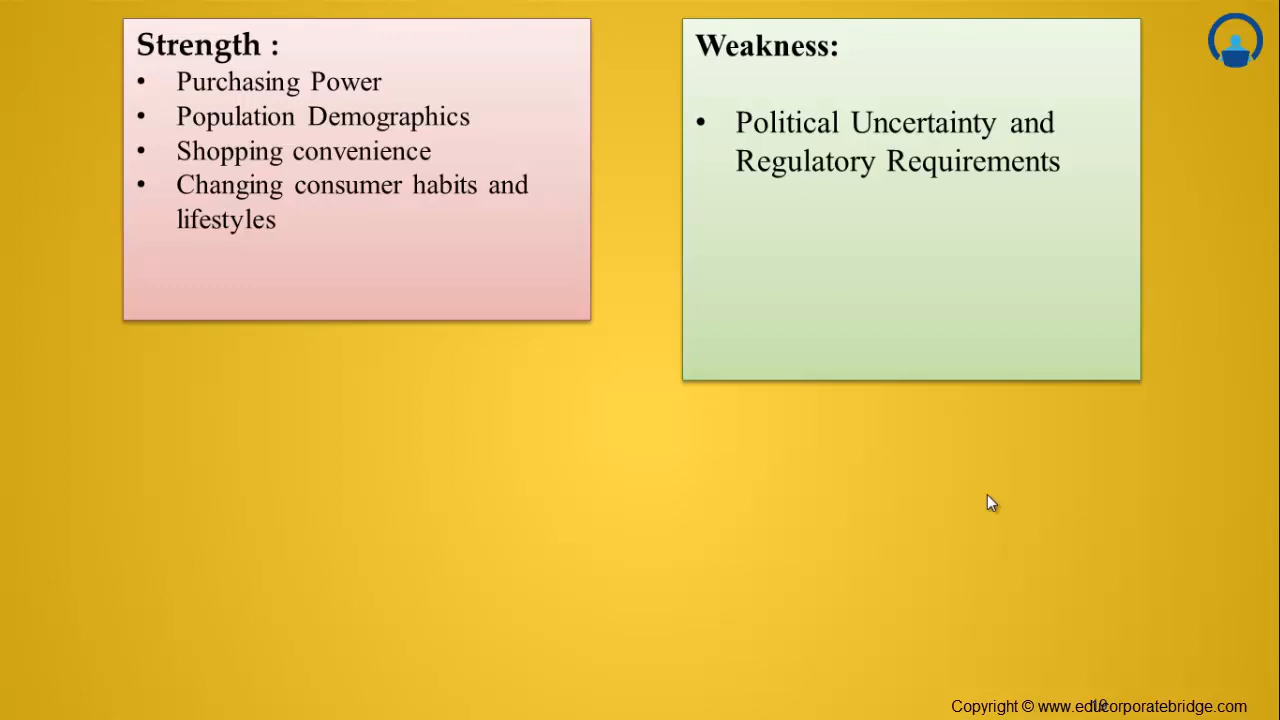 Strength :
• Purchasing Power
• Population Demographics
• Shopping convenience
• Changing consumer habits and
lifestyles
Weakness:
• Political Uncertainty and
Regulatory Requirements
Copyright © www.educorporatebridge.com
19